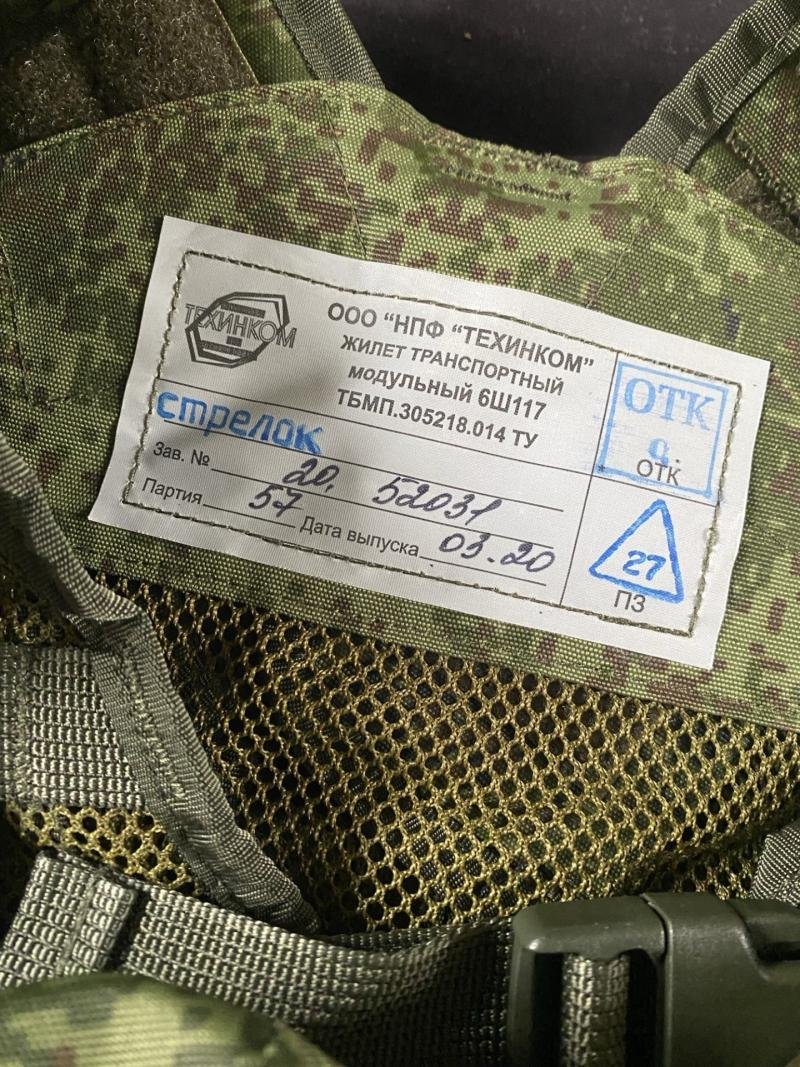 ТЕХИНКОМ
ООО “НПФ “ТЕХИНКОМ”
ЖИЛЕТ ТРАНСПОРТНЫЙ
МОДУЛЬНЫЙ 6Ш117
ТБМП.305218.014 ТУ
стрелок
Зав. № 20. 52031
Партия 57 Дата выпуска 03.20
ОТК
ОТК
27
ПЗ